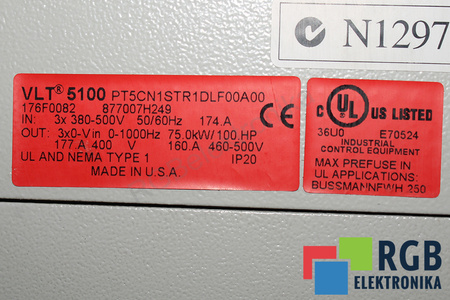 N1297
VLT® 5100 PT5CN1STR1DLF00A00
176F0082 877007H249
IN: 3x 380-500V 50/60Hz 174.A
OUT: 3x0-Vin 0-1000Hz 75.0kW/100.HP
177.A 400 V 160.A 460-500V
UL AND NEMA TYPE 1 IP20
MADE IN U.S.A.
CE
C UL US LISTED
36U0 E70524
INDUSTRIAL
CONTROL EQUIPMENT
MAX PREFUSE IN
UL APPLICATIONS:
BUSSMANNFWH 250
RGB
ELEKTRONIKA